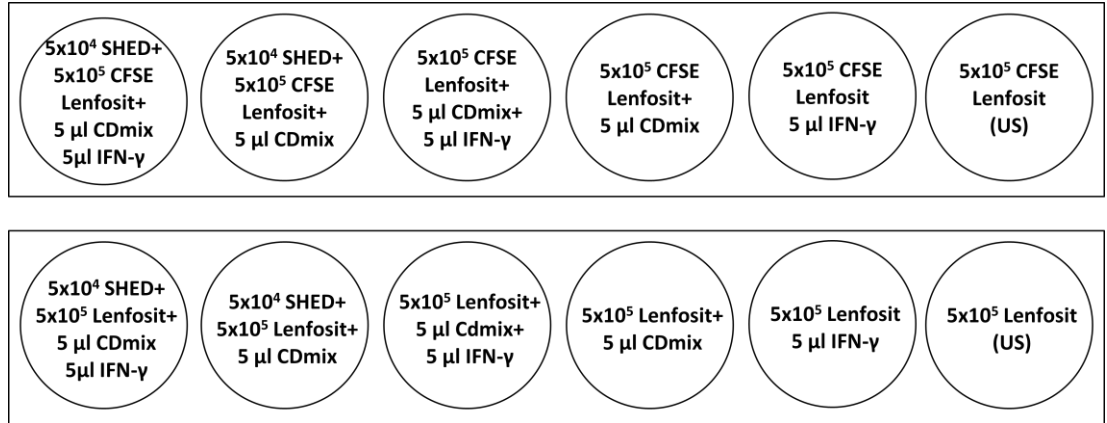 5x10⁴ SHED+
5x10⁵ CFSE
Lenfosit+
5 µl CDmix
5µl IFN-γ
5x10⁴ SHED+
5x10⁵ CFSE
Lenfosit+
5 µl CDmix
5x10⁵ CFSE
Lenfosit+
5 µl CDmix+
5 µl IFN-γ
5x10⁵ CFSE
Lenfosit+
5 µl CDmix
5x10⁵ CFSE
Lenfosit
5 µl IFN-γ
5x10⁵ CFSE
Lenfosit
(US)
5x10⁴ SHED+
5x10⁵ Lenfosit+
5 µl CDmix
5µl IFN-γ
5x10⁴ SHED+
5x10⁵ Lenfosit+
5 µl CDmix
5x10⁵ Lenfosit+
5 µl Cdmix+
5 µl IFN-γ
5x10⁵ Lenfosit+
5 µl CDmix
5x10⁵ Lenfosit
5 µl IFN-γ
5x10⁵ Lenfosit
(US)